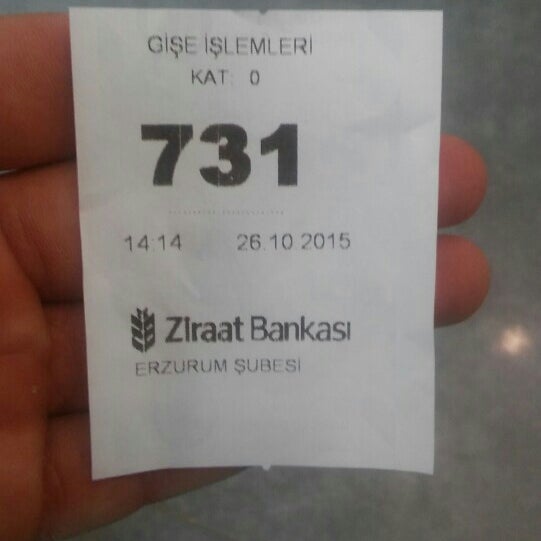 GİŞE İŞLEMLERİ
KAT: 0
731
14:14 26.10.2015
Ziraat Bankası
ERZURUM ŞUBESİ